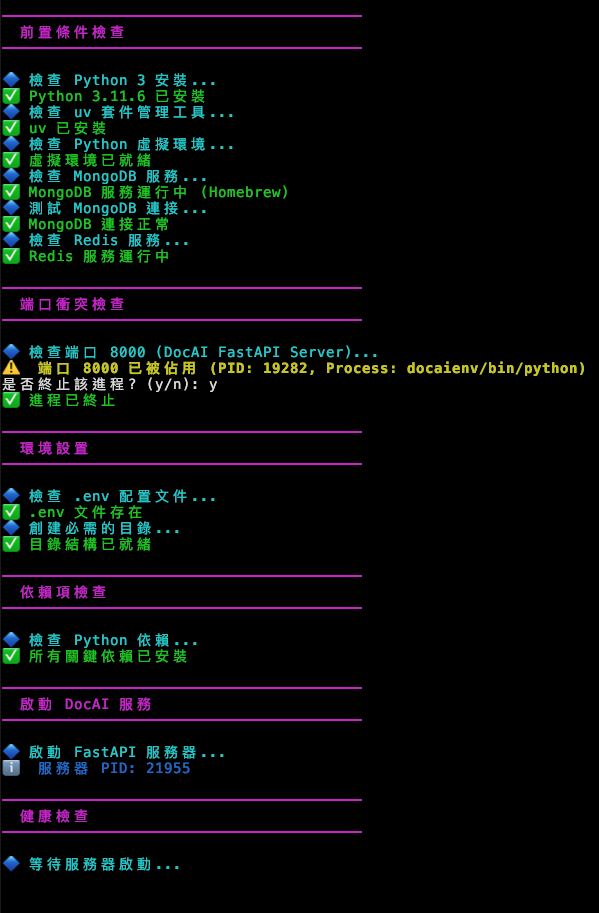 前置條件檢查
檢查 Python 3 安裝...
Python 3.11.6 已安裝
檢查 uv 套件管理工具...
uv 已安裝
檢查 Python 虛擬環境...
虛擬環境已就緒
檢查 MongoDB 服務...
MongoDB 服務運行中 (Homebrew)
測試 MongoDB 連接...
MongoDB 連接正常
檢查 Redis 服務...
Redis 服務運行中
端口衝突檢查
檢查端口 8000 (DocAI FastAPI Server)...
端口 8000 已被佔用 (PID: 19282, Process: docaienv/bin/python)
是否終止該進程? (y/n): y
進程已終止
環境設置
檢查 .env 配置文件...
.env 文件存在
創建必需的目錄...
目錄結構已就緒
依賴項檢查
檢查 Python 依賴...
所有關鍵依賴已安裝
啟動 DocAI 服務
啟動 FastAPI 服務器...
服務器 PID: 21955
健康檢查
等待服務器啟動...